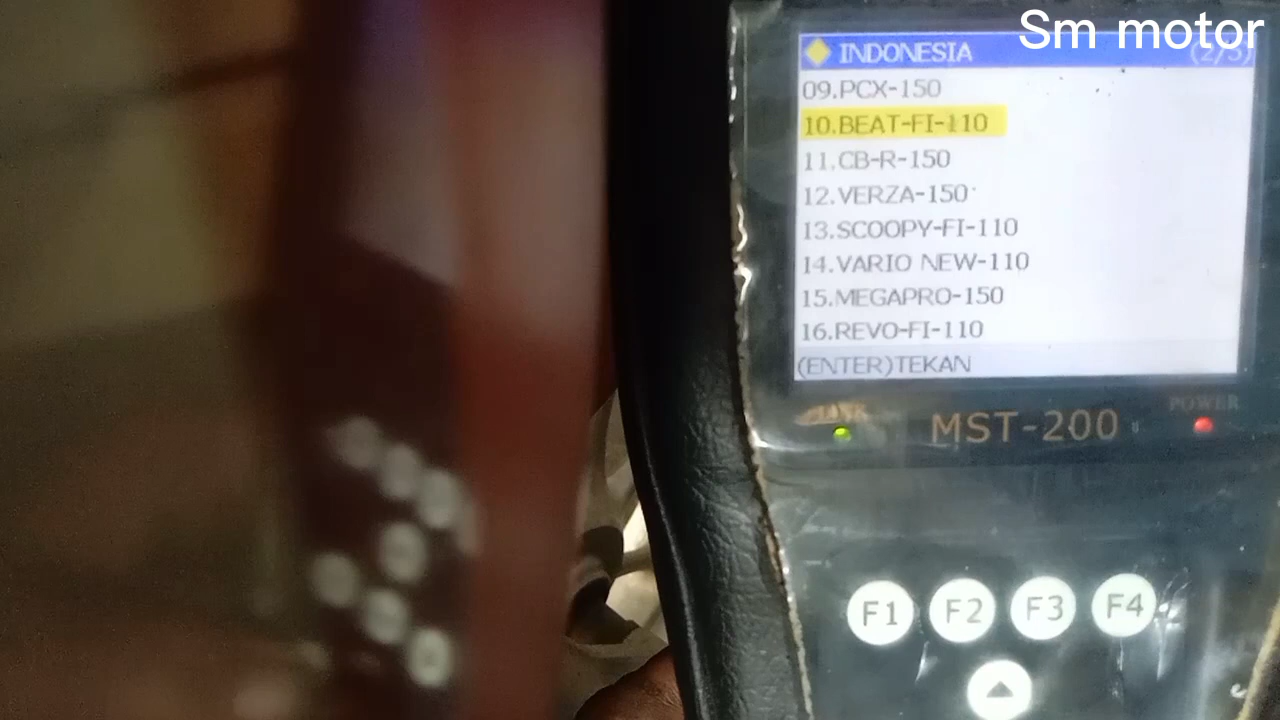 Sm motor
INDONESIA (2/5)
09.PCX-150
10.BEAT-FI-110
11.CB-R-150
12.VERZA-150
13.SCOOPY-FI-110
14.VARIO NEW-110
15.MEGAPRO-150
16.REVO-FI-110
(ENTER)TEKAN
POWER
MST-200
F1 F2 F3 F4